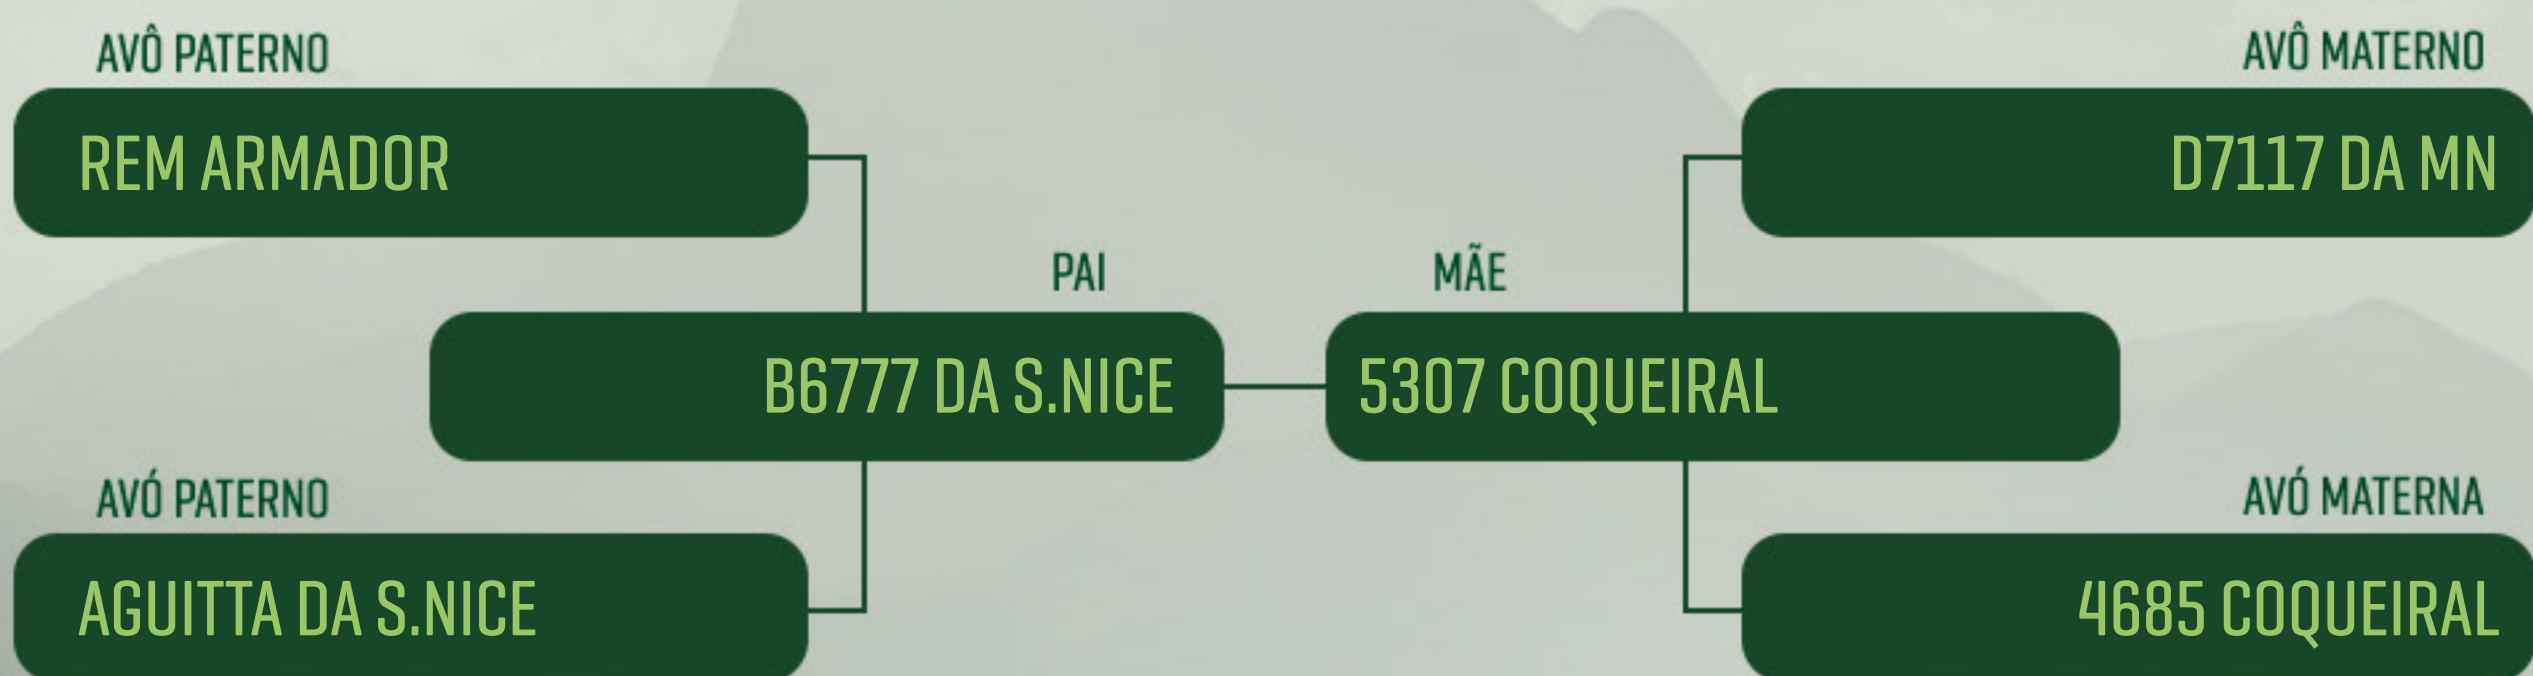 AVÔ PATERNO
REM ARMADOR
AVÔ MATERNO
D7117 DA MN
PAI
B6777 DA S.NICE
MÃE
5307 COQUEIRAL
AVÓ PATERNO
AGUITTA DA S.NICE
AVÓ MATERNA
4685 COQUEIRAL